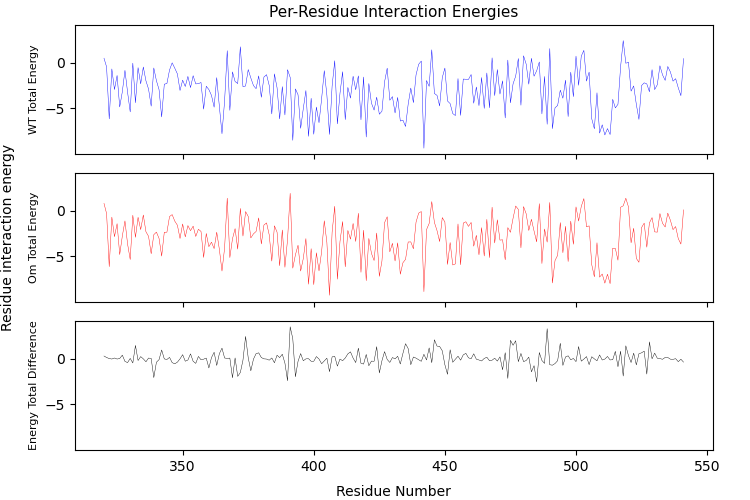 Per-Residue Interaction Energies
Residue interaction energy
WT Total Energy
0
−5
Om Total Energy
0
−5
Energy Total Difference
0
−5
350 400 450 500 550
Residue Number